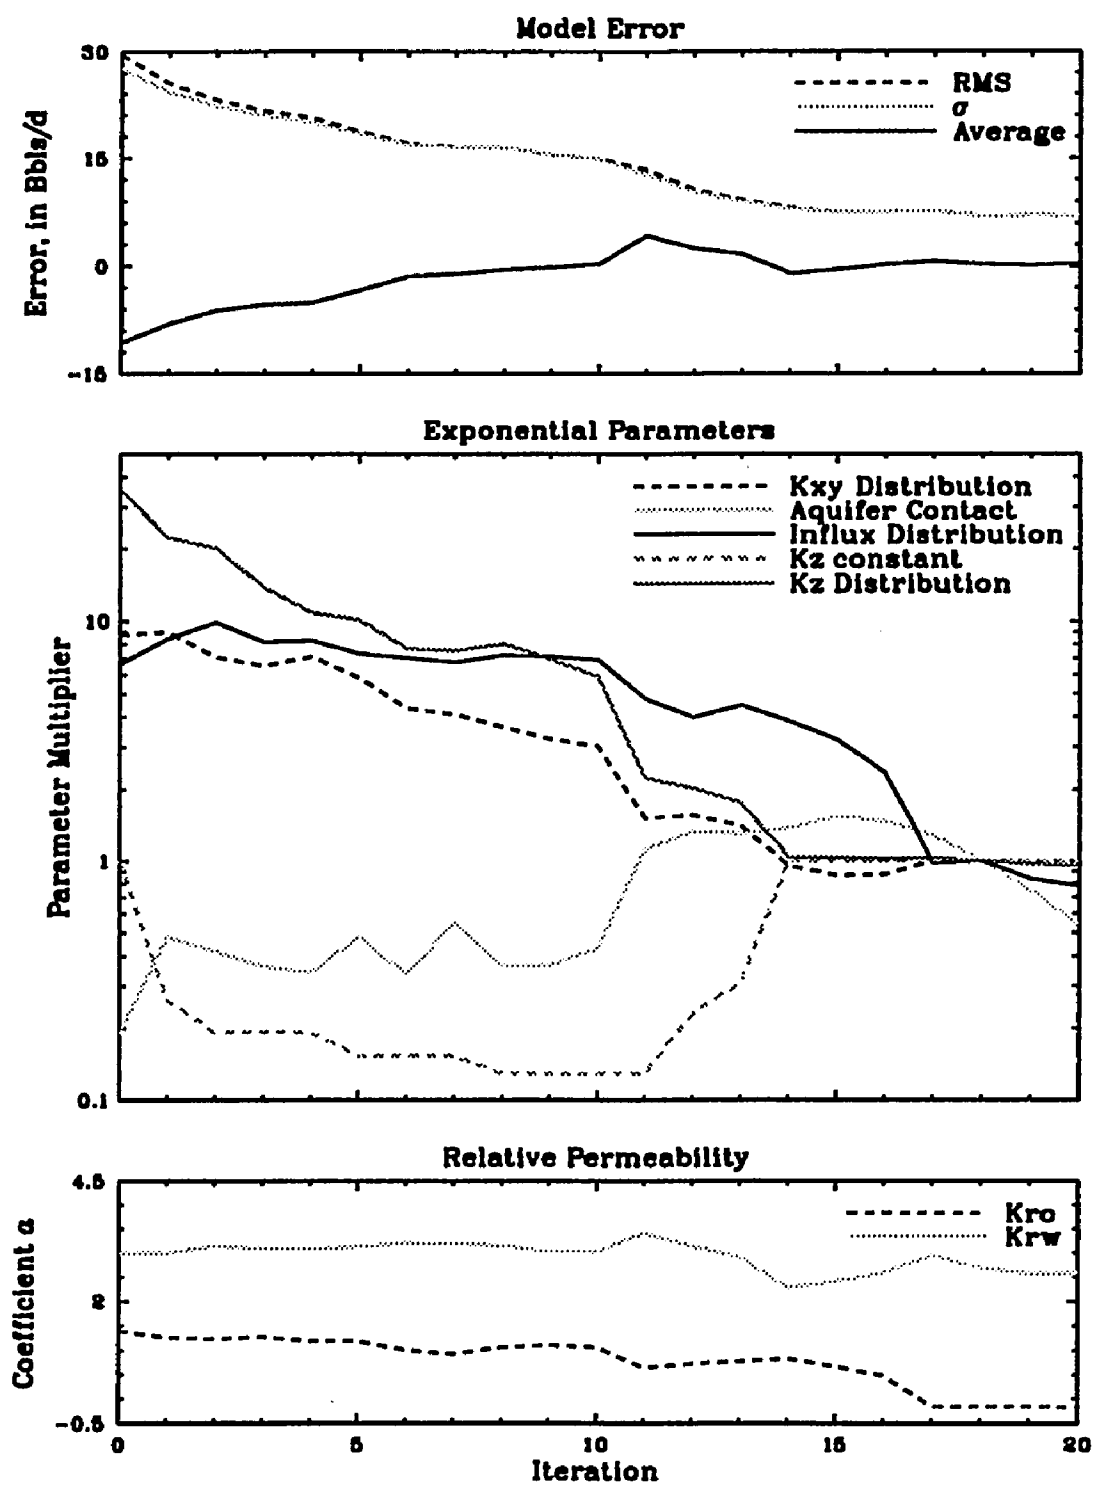 Model Error
30
RMS
σ
Average
15
0
-15
Error, in Bbls/d
Exponential Parameters
Kxy Distribution
Aquifer Contact
Influx Distribution
Kz constant
Kz Distribution
10
1
0.1
Parameter Multiplier
Relative Permeability
4.5
Kro
Krw
2
-0.5
Coefficient a
0 5 10 15 20
Iteration